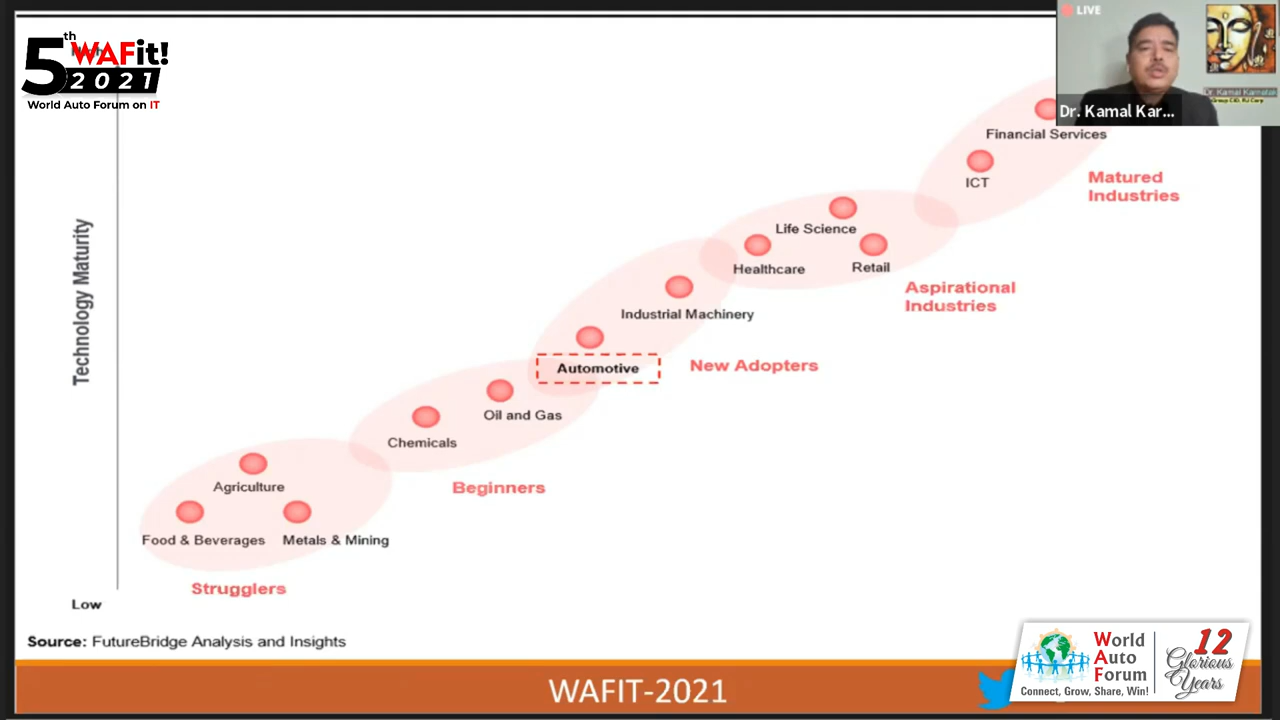 5th WAFit!
2021
World Auto Forum on IT
LIVE
Dr. Kamal Kar...
Financial Services
ICT
Matured
Industries
Life Science
Healthcare
Retail
Aspirational
Industries
Technology Maturity
Industrial Machinery
Automotive
New Adopters
Oil and Gas
Chemicals
Beginners
Agriculture
Food & Beverages
Metals & Mining
Strugglers
Low
Source: FutureBridge Analysis and Insights
World
Auto
Forum
Connect, Grow, Share, Win!
12
Glorious
Years
WAFIT-2021